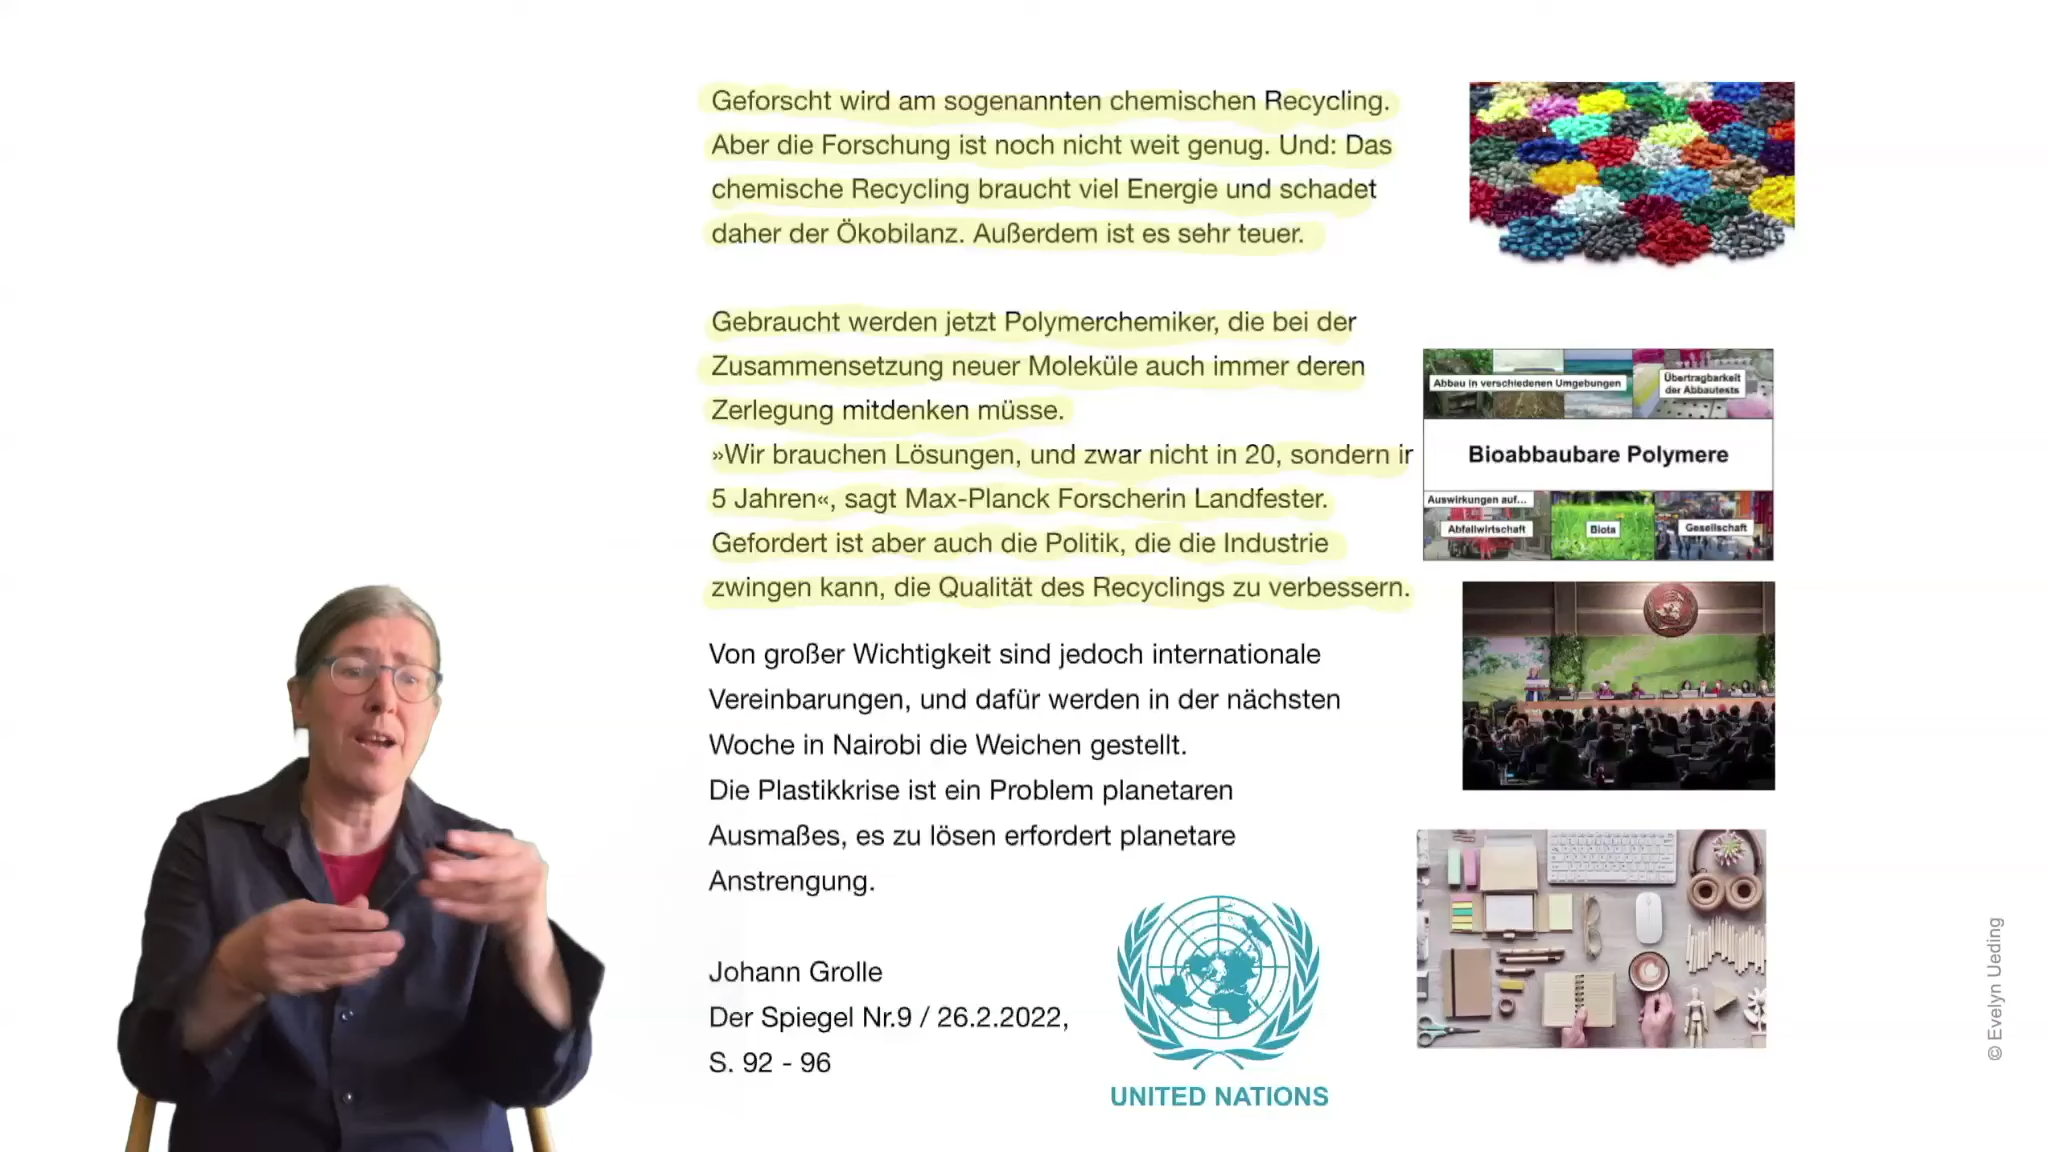 Geforscht wird am sogenannten chemischen Recycling.
Aber die Forschung ist noch nicht weit genug. Und: Das
chemische Recycling braucht viel Energie und schadet
daher der Ökobilanz. Außerdem ist es sehr teuer.
Gebraucht werden jetzt Polymerchemiker, die bei der
Zusammensetzung neuer Moleküle auch immer deren
Zerlegung mitdenken müsse.
»Wir brauchen Lösungen, und zwar nicht in 20, sondern ir
5 Jahren«, sagt Max-Planck Forscherin Landfester.
Gefordert ist aber auch die Politik, die die Industrie
zwingen kann, die Qualität des Recyclings zu verbessern.
Von großer Wichtigkeit sind jedoch internationale
Vereinbarungen, und dafür werden in der nächsten
Woche in Nairobi die Weichen gestellt.
Die Plastikkrise ist ein Problem planetaren
Ausmaßes, es zu lösen erfordert planetare
Anstrengung.
Johann Grolle
Der Spiegel Nr.9 / 26.2.2022,
S. 92 - 96
UNITED NATIONS
Abbau in verschiedenen Umgebungen
Übertragbarkeit
der Abbautests
Bioabbaubare Polymere
Auswirkungen auf...
Abfallwirtschaft
Biota
Gesellschaft
© Evelyn Ueding